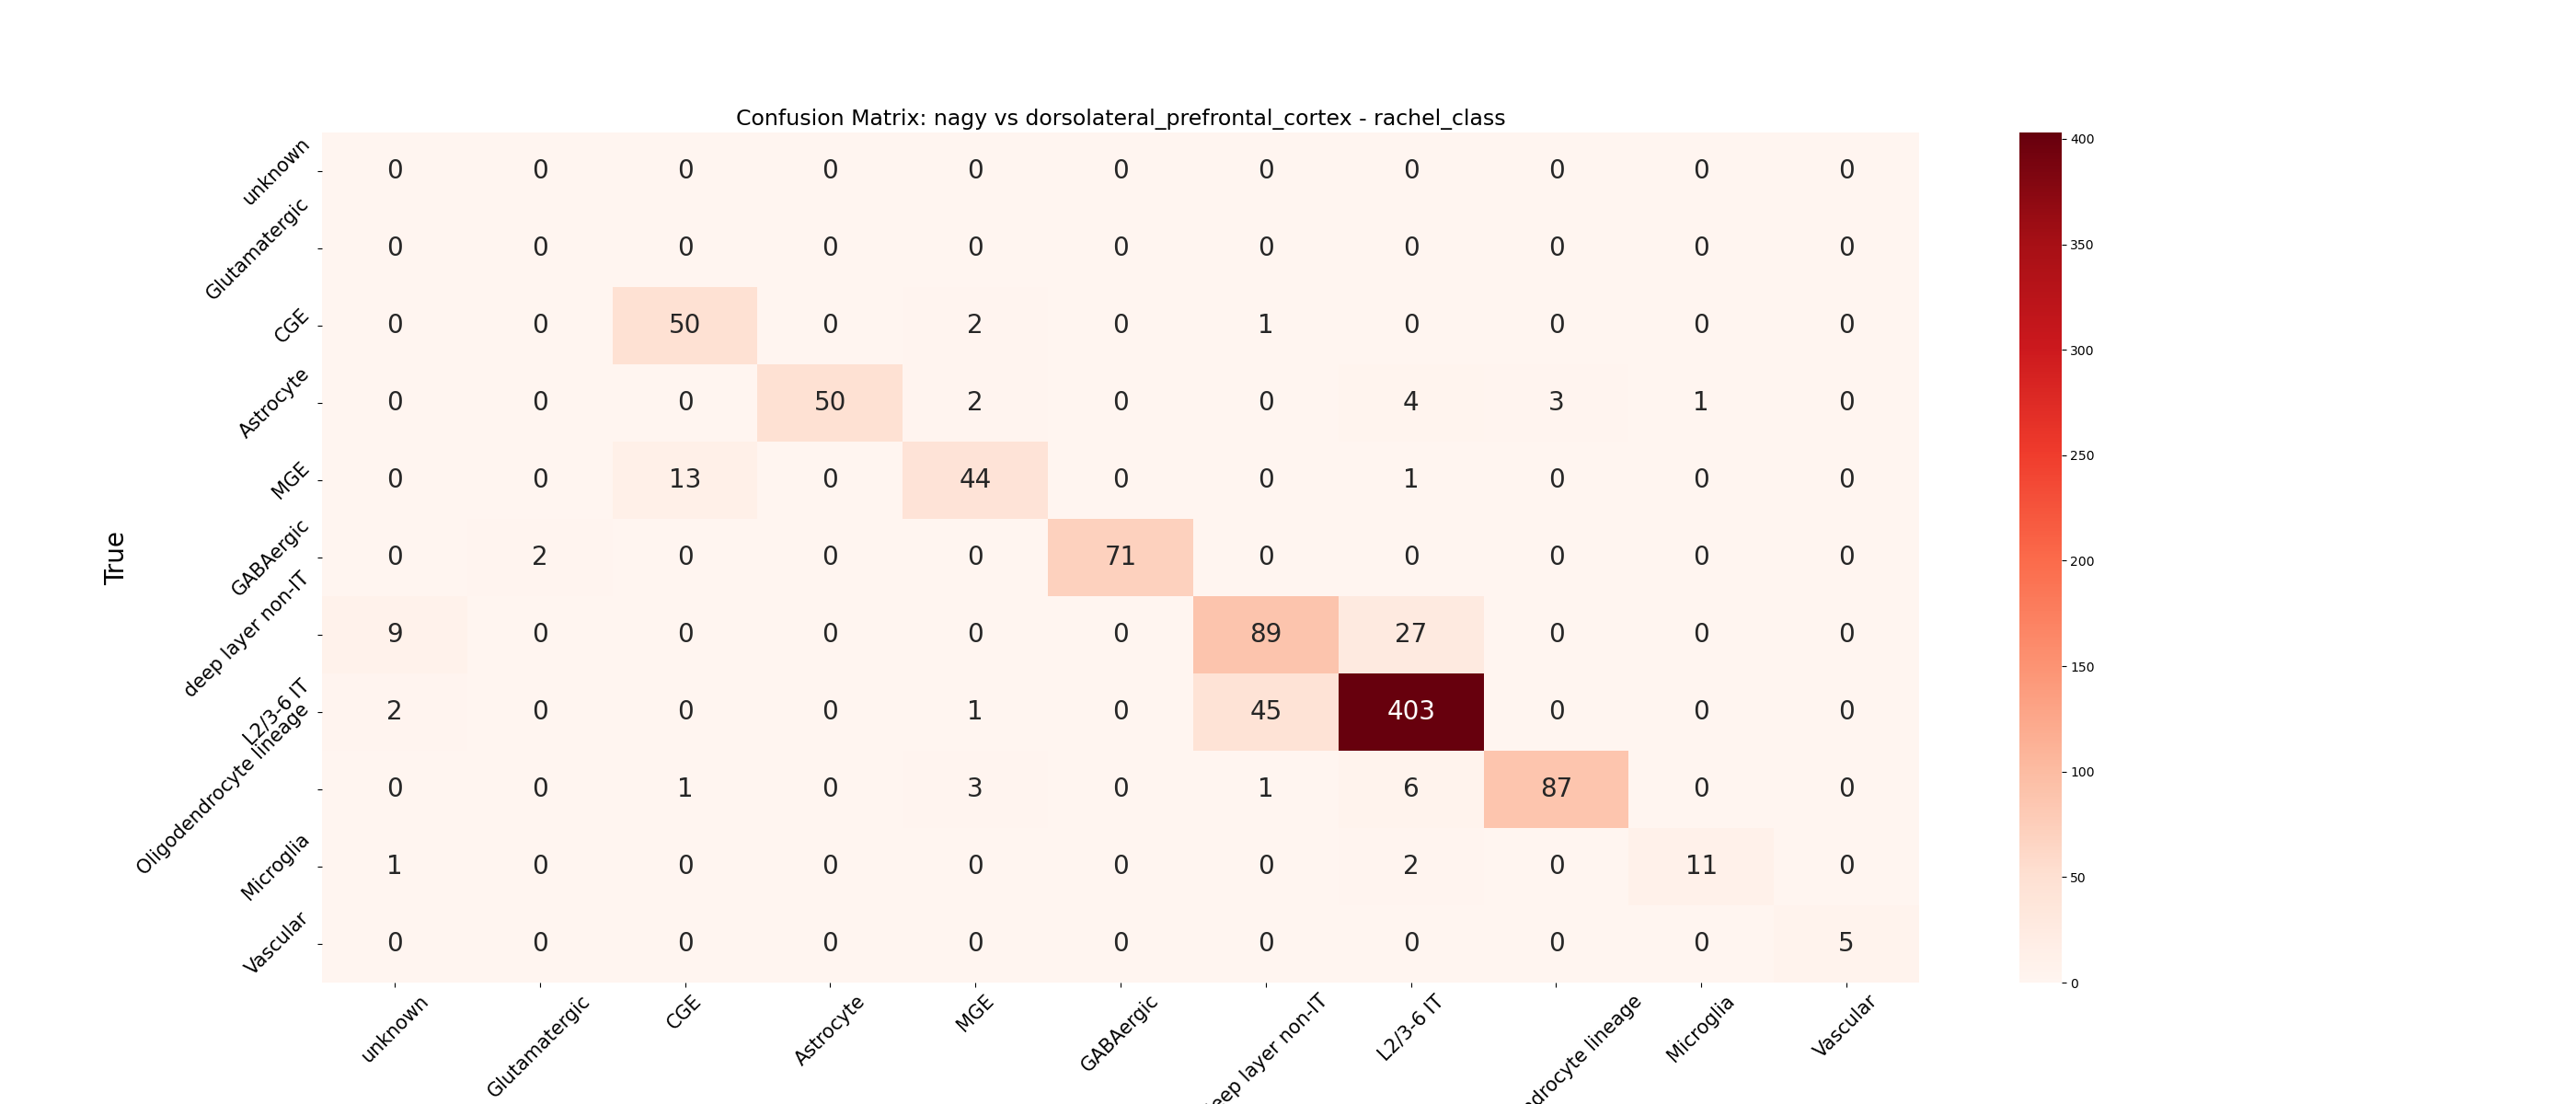 Confusion Matrix: nagy vs dorsolateral_prefrontal_cortex - rachel_class
True
unknown 0 0 0 0 0 0 0 0 0 0 0
Glutamatergic 0 0 0 0 0 0 0 0 0 0 0
CGE 0 0 50 0 2 0 1 0 0 0 0
Astrocyte 0 0 0 50 2 0 0 4 3 1 0
MGE 0 0 13 0 44 0 0 1 0 0 0
GABAergic 0 2 0 0 0 71 0 0 0 0 0
deep layer non-IT 9 0 0 0 0 0 89 27 0 0 0
L2/3-6 IT 2 0 0 0 1 0 45 403 0 0 0
Oligodendrocyte lineage 0 0 1 0 3 0 1 6 87 0 0
Microglia 1 0 0 0 0 0 0 2 0 11 0
Vascular 0 0 0 0 0 0 0 0 0 0 5
unknown Glutamatergic CGE Astrocyte MGE GABAergic eep layer non-IT L2/3-6 IT ndrocyte lineage Microglia Vascular
400
350
300
250
200
150
100
50
0